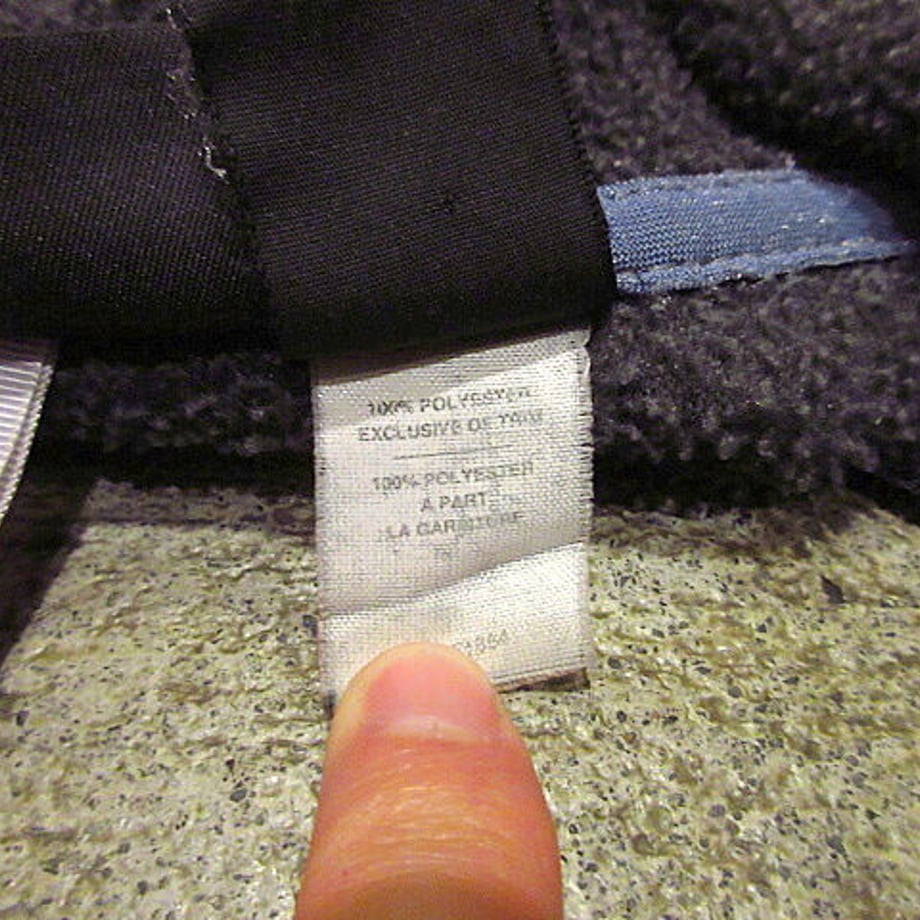 100% POLYESTER
EXCLUSIVE OF TRIM
100% POLYESTER
A PART
LA GARNITURE